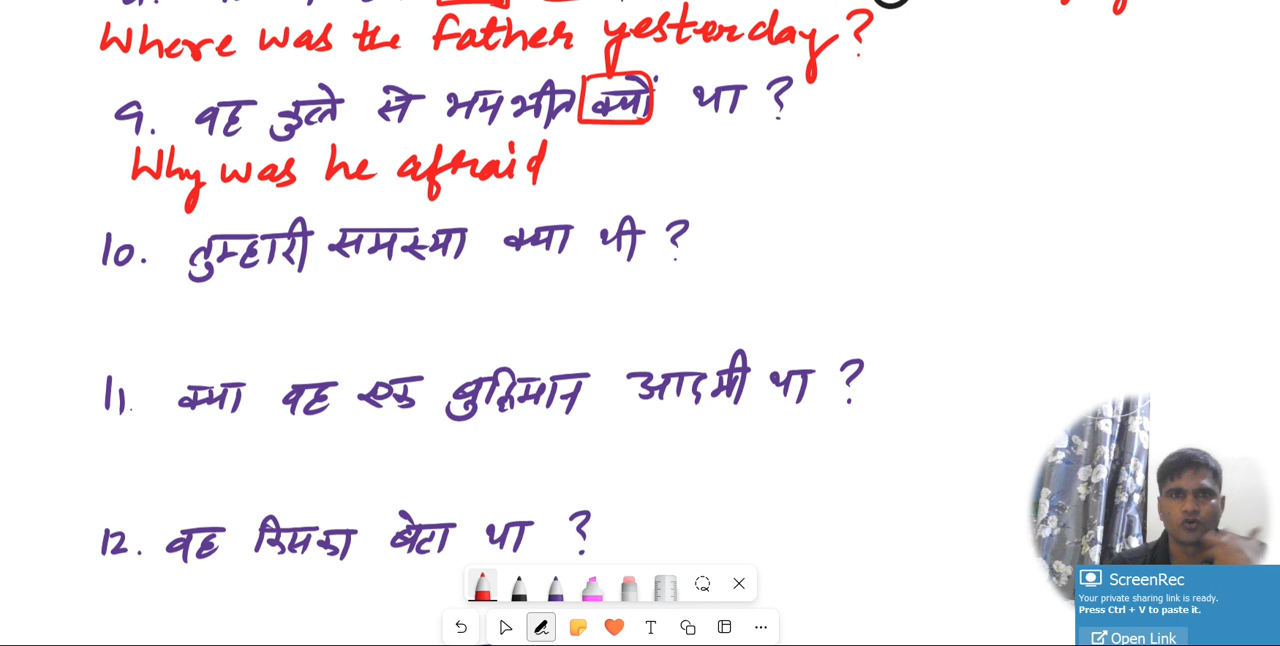 Where was the Father yesterday?
9. वह कुत्ते से भयभीत क्यों था ?
Why was he afraid
10. तुम्हारी समस्या क्या थी ?
11. क्या वह एक बुद्धिमान आदमी था ?
12. वह किसका बेटा था ?
ScreenRec
Your private sharing link is ready.
Press Ctrl + V to paste it.
Open Link